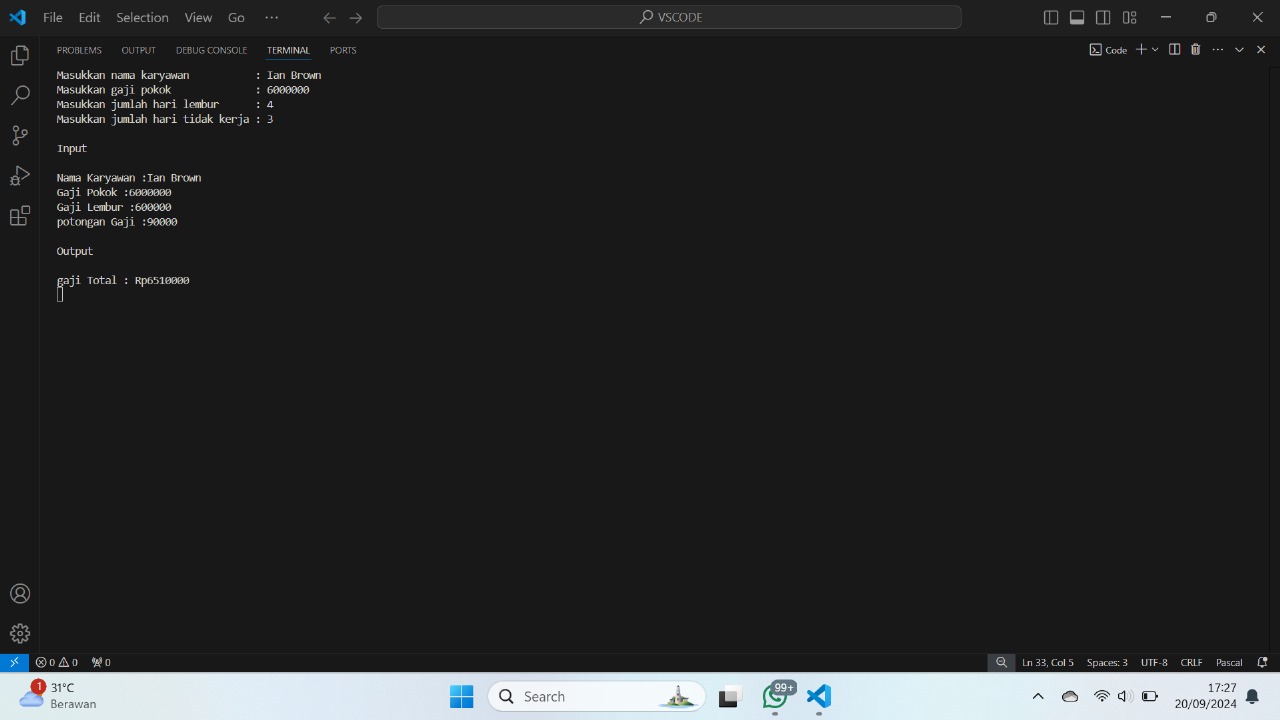 File Edit Selection View Go ··· VSCODE
PROBLEMS OUTPUT DEBUG CONSOLE TERMINAL PORTS Code
Masukkan nama karyawan : Ian Brown
Masukkan gaji pokok : 6000000
Masukkan jumlah hari lembur : 4
Masukkan jumlah hari tidak kerja : 3
Input
Nama Karyawan :Ian Brown
Gaji Pokok :6000000
Gaji Lembur :600000
potongan Gaji :90000
Output
gaji Total : Rp6510000
0 0 0 Ln 33, Col 5 Spaces: 3 UTF-8 CRLF Pascal
1 31°C Search 99+ 17:27
Berawan 20/09/2024